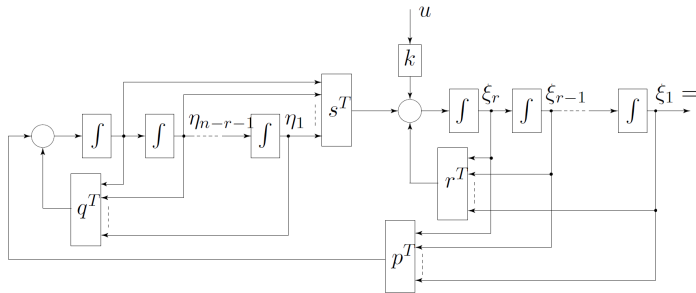 u
k
∫ ∫ η_{n-r-1} ∫ η_1 s^T ∫ ξ_r ∫ ξ_{r-1} ∫ ξ_1 =
q^T
r^T
p^T